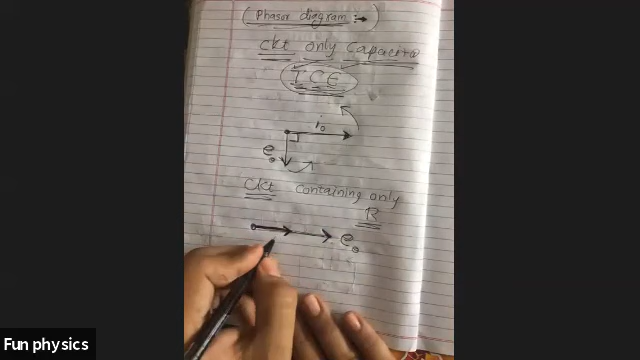 (Phasor diagram :→)
ckt only Capacitor
ICE
i₀
e₀
Ckt containing only
R
e₀
Fun physics